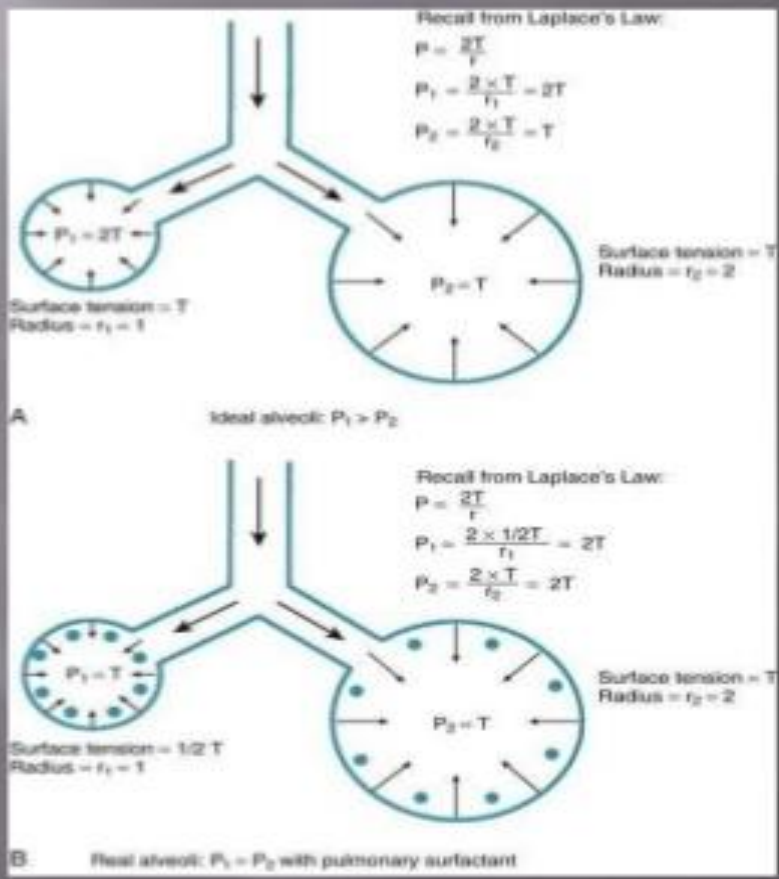 Recall from Laplace's Law:
P = 2T/r
P₁ = 2 × T/r₁ = 2T
P₂ = 2 × T/r₂ = T
P₁ = 2T
Surface tension = T
Radius = r₁ = 1
P₂ = T
Surface tension = T
Radius = r₂ = 2
A
Ideal alveoli: P₁ > P₂
Recall from Laplace's Law:
P = 2T/r
P₁ = 2 × 1/2T/r₁ = 2T
P₂ = 2 × T/r₂ = 2T
P₁ = T
Surface tension = 1/2 T
Radius = r₁ = 1
P₂ = T
Surface tension = T
Radius = r₂ = 2
B
Real alveoli: P₁ = P₂ with pulmonary surfactant